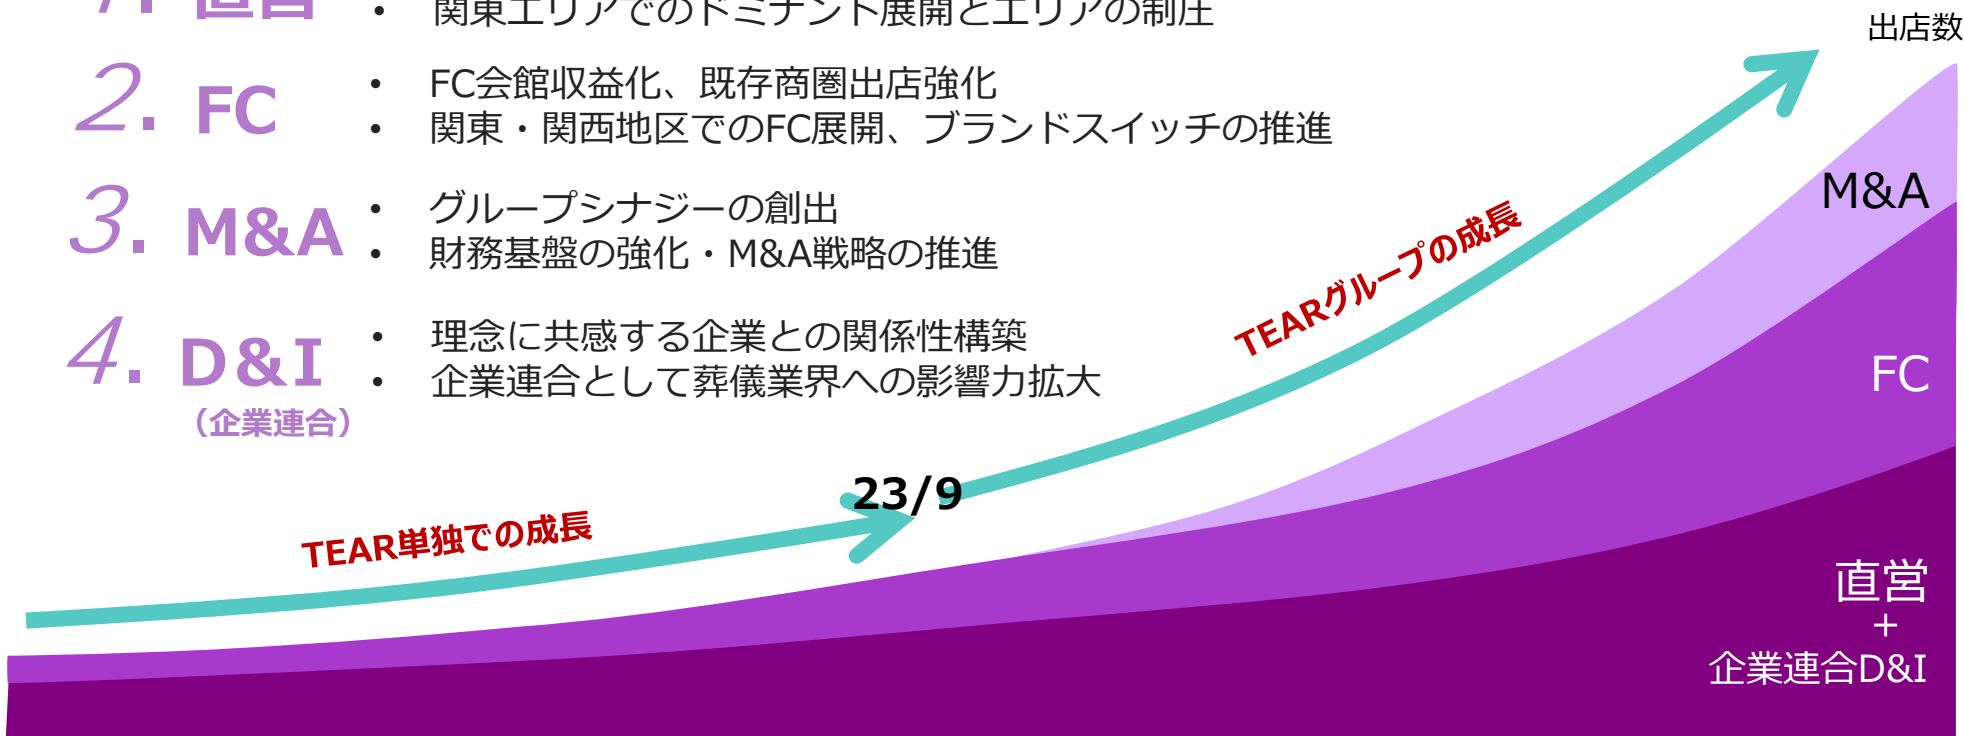 1. 直営
• 関東エリアでのドミナント展開とエリアの制圧
出店数
2. FC
• FC会館収益化、既存商圏出店強化
• 関東・関西地区でのFC展開、ブランドスイッチの推進
3. M&A
• グループシナジーの創出
• 財務基盤の強化・M&A戦略の推進
4. D&I
(企業連合)
• 理念に共感する企業との関係性構築
• 企業連合として葬儀業界への影響力拡大
TEAR単独での成長
23/9
TEARグループの成長
M&A
FC
直営
+
企業連合D&I